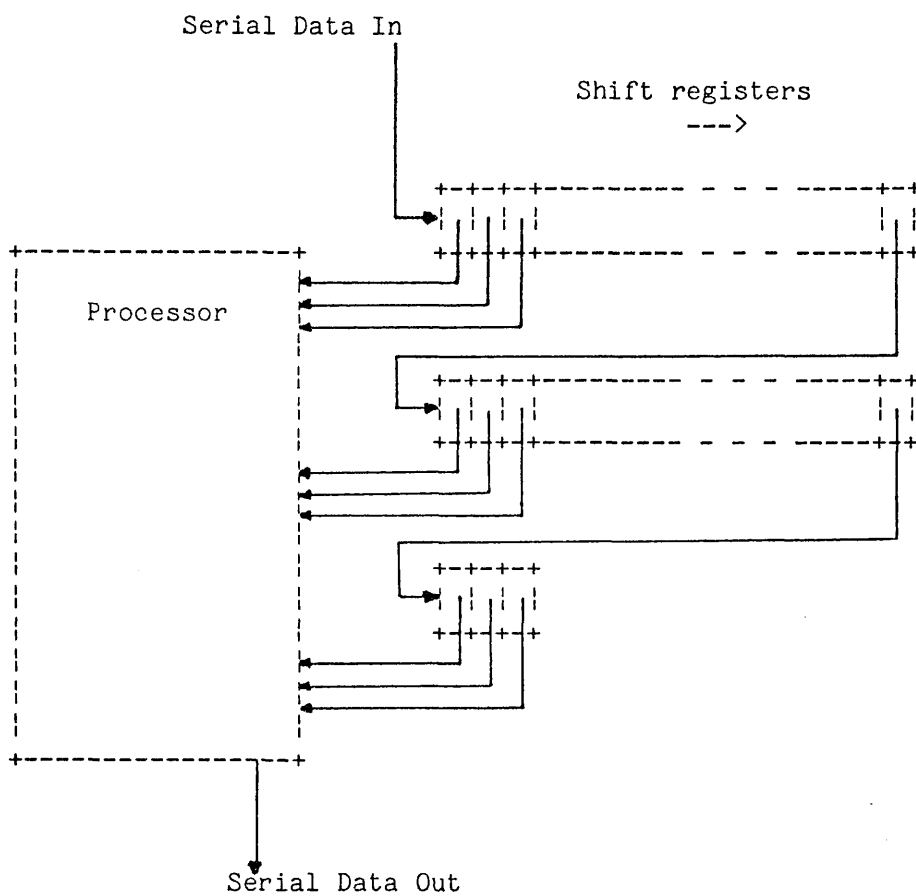 Serial Data In
Shift registers
--->
Processor
Serial Data Out